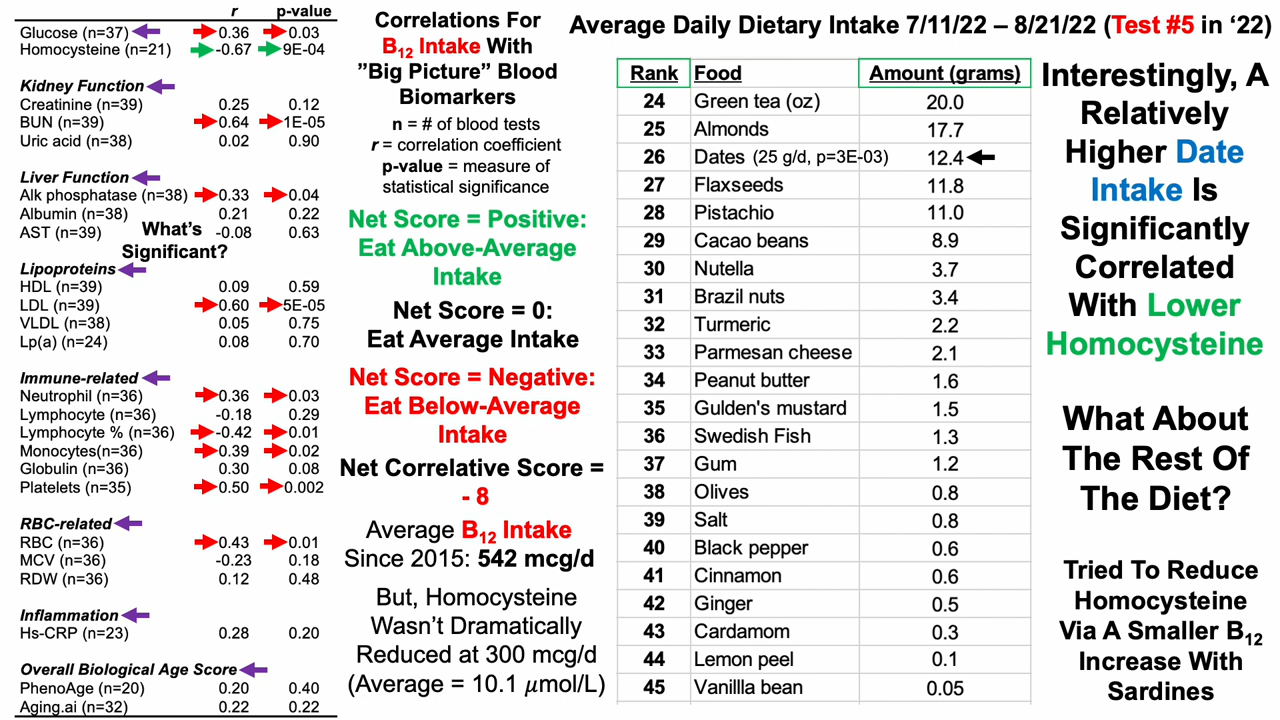 r p-value
Glucose (n=37) 0.36 0.03
Homocysteine (n=21) -0.67 9E-04
Kidney Function
Creatinine (n=39) 0.25 0.12
BUN (n=39) 0.64 1E-05
Uric acid (n=38) 0.02 0.90
Liver Function
Alk phosphatase (n=38) 0.33 0.04
Albumin (n=38) 0.21 0.22
AST (n=39) -0.08 0.63
What's
Significant?
Lipoproteins
HDL (n=39) 0.09 0.59
LDL (n=39) 0.60 5E-05
VLDL (n=38) 0.05 0.75
Lp(a) (n=24) 0.08 0.70
Immune-related
Neutrophil (n=36) 0.36 0.03
Lymphocyte (n=36) -0.18 0.29
Lymphocyte % (n=36) -0.42 0.01
Monocytes(n=36) 0.39 0.02
Globulin (n=36) 0.30 0.08
Platelets (n=35) 0.50 0.002
RBC-related
RBC (n=36) 0.43 0.01
MCV (n=36) -0.23 0.18
RDW (n=36) 0.12 0.48
Inflammation
Hs-CRP (n=23) 0.28 0.20
Overall Biological Age Score
PhenoAge (n=20) 0.20 0.40
Aging.ai (n=32) 0.22 0.22
Correlations For
B12 Intake With
"Big Picture" Blood
Biomarkers
n = # of blood tests
r = correlation coefficient
p-value = measure of
statistical significance
Net Score = Positive:
Eat Above-Average
Intake
Net Score = 0:
Eat Average Intake
Net Score = Negative:
Eat Below-Average
Intake
Net Correlative Score =
- 8
Average B12 Intake
Since 2015: 542 mcg/d
But, Homocysteine
Wasn't Dramatically
Reduced at 300 mcg/d
(Average = 10.1 μmol/L)
Average Daily Dietary Intake 7/11/22 – 8/21/22 (Test #5 in '22)
Rank Food Amount (grams)
24 Green tea (oz) 20.0
25 Almonds 17.7
26 Dates (25 g/d, p=3E-03) 12.4
27 Flaxseeds 11.8
28 Pistachio 11.0
29 Cacao beans 8.9
30 Nutella 3.7
31 Brazil nuts 3.4
32 Turmeric 2.2
33 Parmesan cheese 2.1
34 Peanut butter 1.6
35 Gulden's mustard 1.5
36 Swedish Fish 1.3
37 Gum 1.2
38 Olives 0.8
39 Salt 0.8
40 Black pepper 0.6
41 Cinnamon 0.6
42 Ginger 0.5
43 Cardamom 0.3
44 Lemon peel 0.1
45 Vanillla bean 0.05
Interestingly, A
Relatively
Higher Date
Intake Is
Significantly
Correlated
With Lower
Homocysteine
What About
The Rest Of
The Diet?
Tried To Reduce
Homocysteine
Via A Smaller B12
Increase With
Sardines